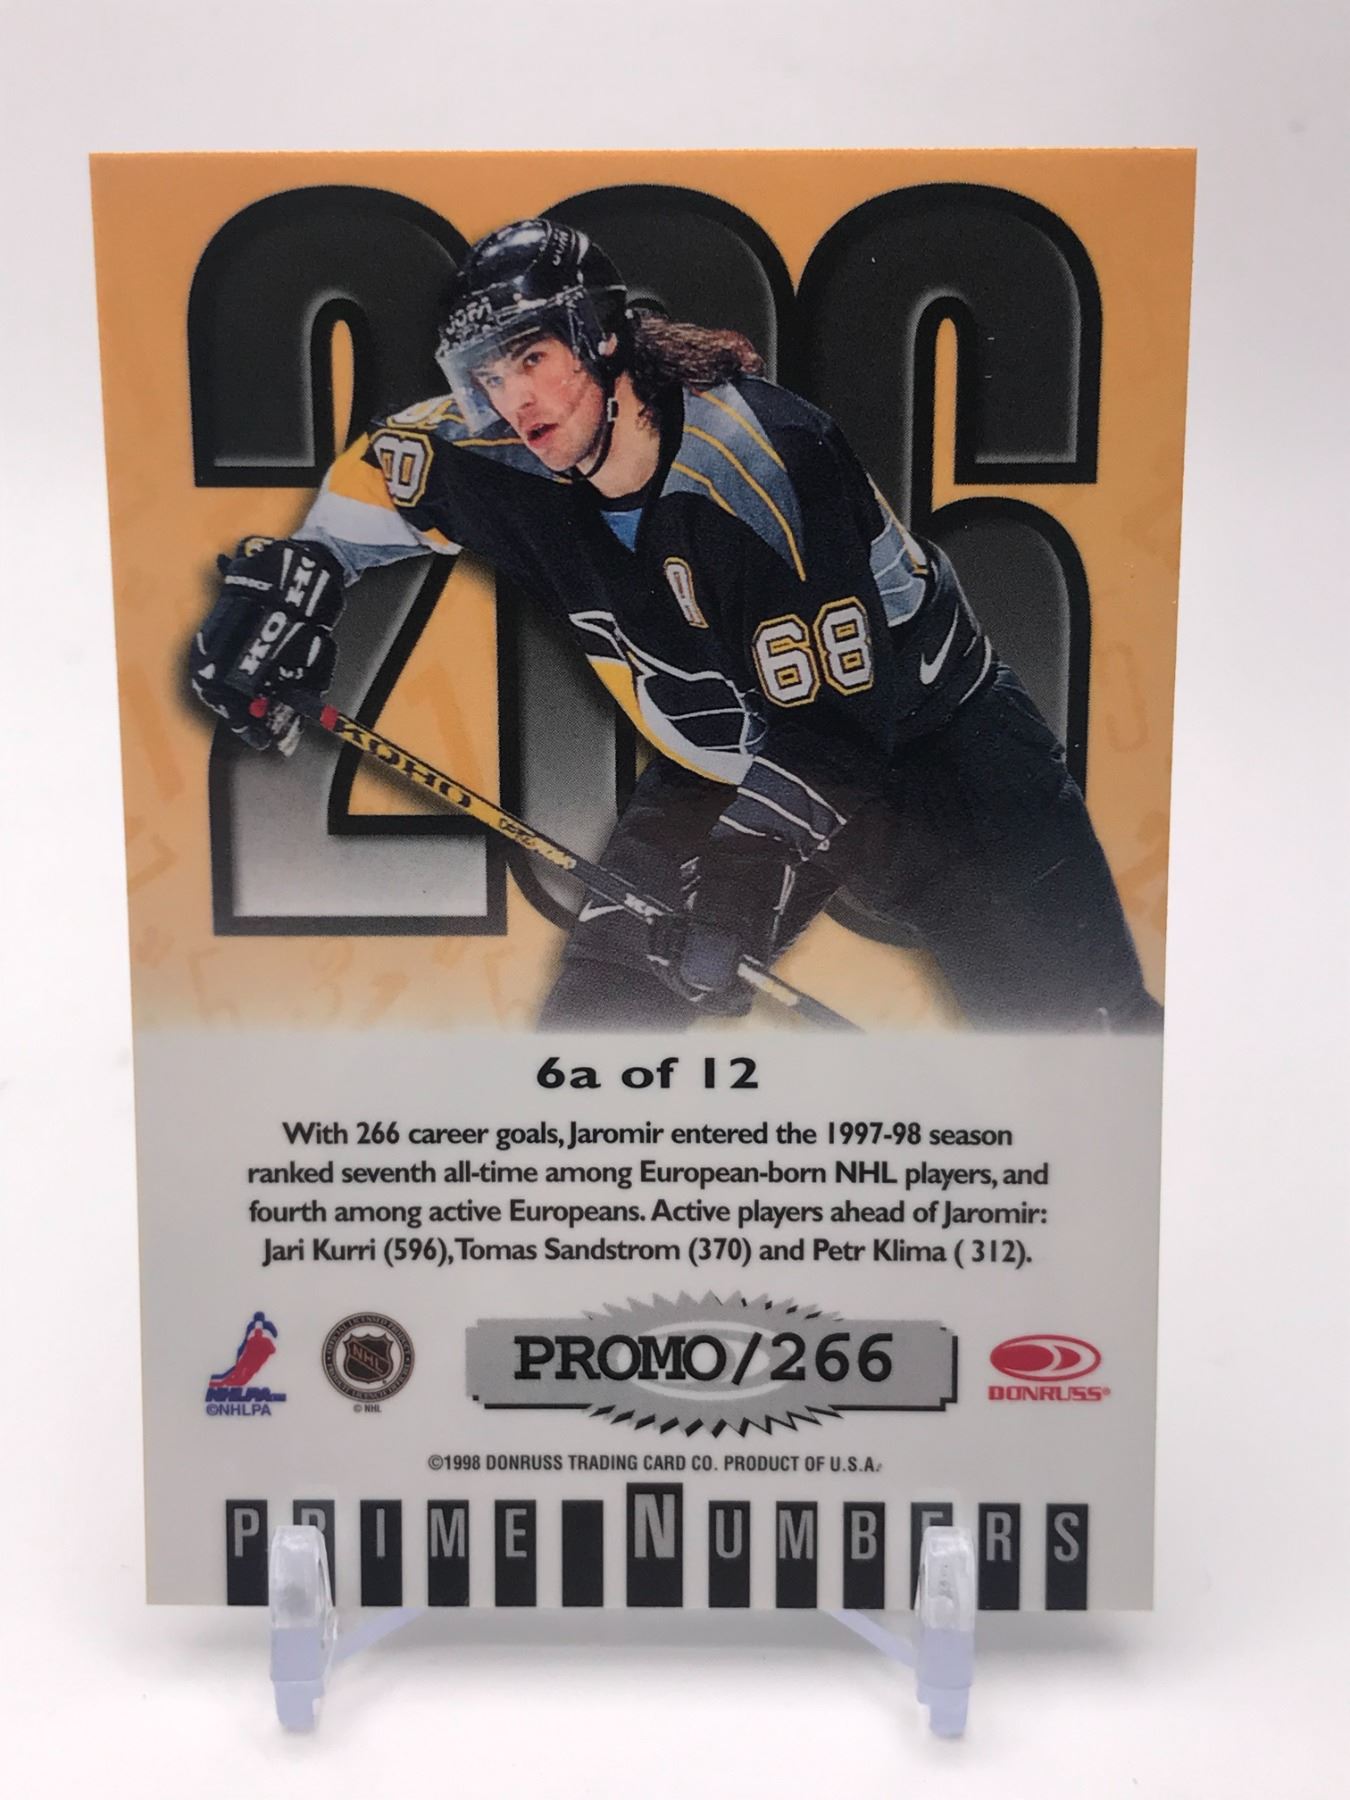 266
JOFA
68
A
68
KOHO
KOHO
6a of 12
With 266 career goals, Jaromir entered the 1997-98 season
ranked seventh all-time among European-born NHL players, and
fourth among active Europeans. Active players ahead of Jaromir:
Jari Kurri (596), Tomas Sandstrom (370) and Petr Klima ( 312).
NHLPA
©NHLPA
NHL
© NHL
PROMO/266
DONRUSS®
©1998 DONRUSS TRADING CARD CO. PRODUCT OF U.S.A.
PRIME NUMBERS